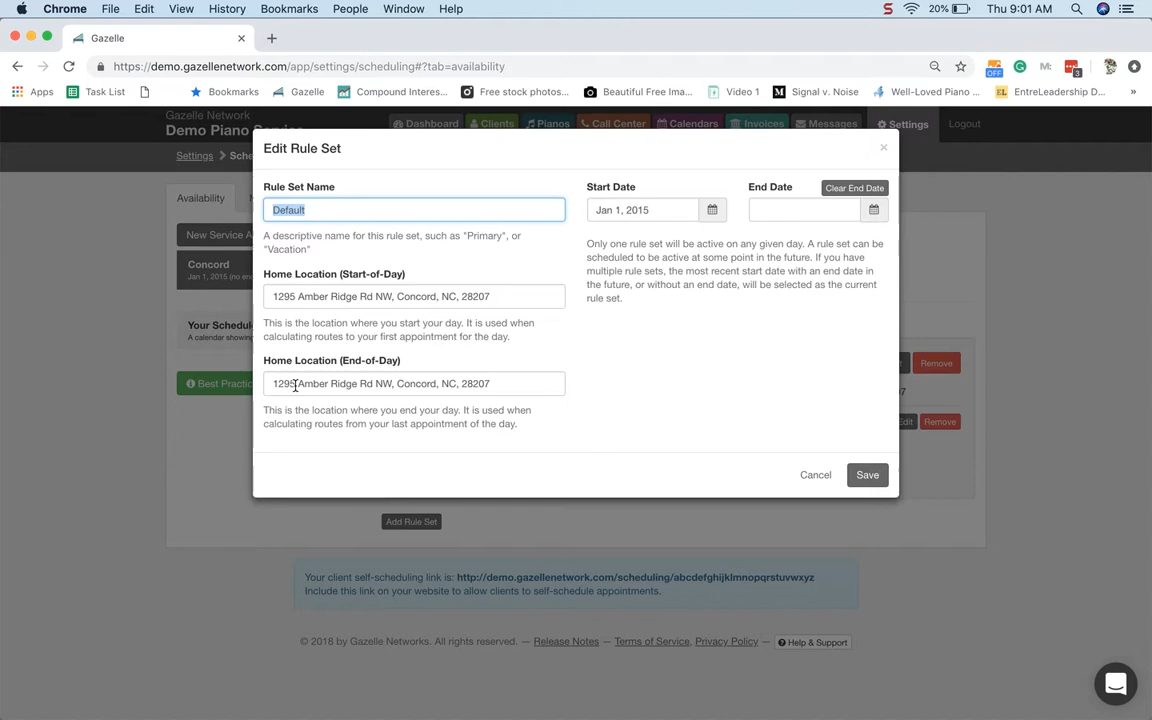 Chrome File Edit View History Bookmarks People Window Help 20% Thu 9:01 AM
Gazelle
https://demo.gazellenetwork.com/app/settings/scheduling#?tab=availability
OFF 3
Apps Task List Bookmarks Gazelle Compound Interes... Free stock photos... Beautiful Free Ima... Video 1 Signal v. Noise Well-Loved Piano ... EntreLeadership D... »
Gazelle Network
Demo Piano Service
Dashboard Clients Pianos Call Center Calendars Invoices Messages Settings Logout
Settings
Availability
New Service A
Concord
Jan 1, 2015 (no en
Your Schedul
A calendar showing
Best Practic
Edit Rule Set ×
Rule Set Name
Default
A descriptive name for this rule set, such as "Primary", or
"Vacation"
Home Location (Start-of-Day)
1295 Amber Ridge Rd NW, Concord, NC, 28207
This is the location where you start your day. It is used when
calculating routes to your first appointment for the day.
Home Location (End-of-Day)
1295 Amber Ridge Rd NW, Concord, NC, 28207
This is the location where you end your day. It is used when
calculating routes from your last appointment of the day.
Start Date
Jan 1, 2015
End Date Clear End Date
Only one rule set will be active on any given day. A rule set can be
scheduled to be active at some point in the future. If you have
multiple rule sets, the most recent start date with an end date in
the future, or without an end date, will be selected as the current
rule set.
Cancel Save
Remove
07
Edit Remove
Add Rule Set
Your client self-scheduling link is: http://demo.gazellenetwork.com/scheduling/abcdefghijklmnopqrstuvwxyz
Include this link on your website to allow clients to self-schedule appointments.
© 2018 by Gazelle Networks. All rights reserved. — Release Notes — Terms of Service, Privacy Policy — Help & Support